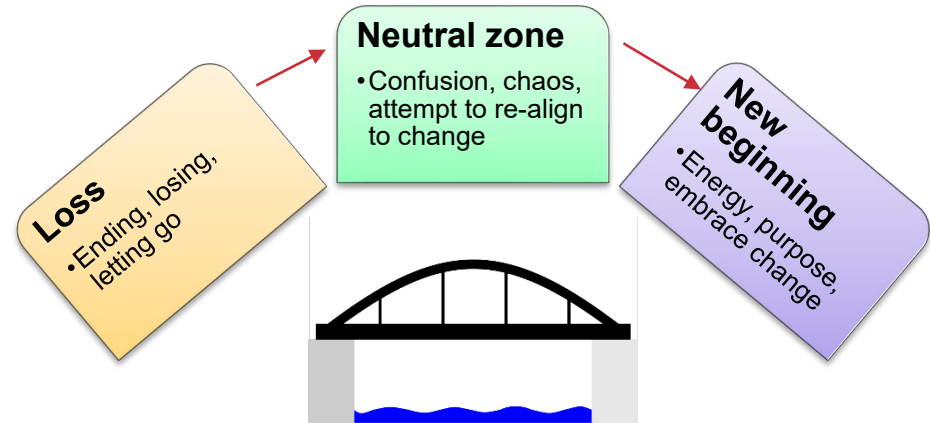 Loss
•Ending, losing,
letting go
Neutral zone
•Confusion, chaos,
attempt to re-align
to change
New
beginning
•Energy, purpose,
embrace change